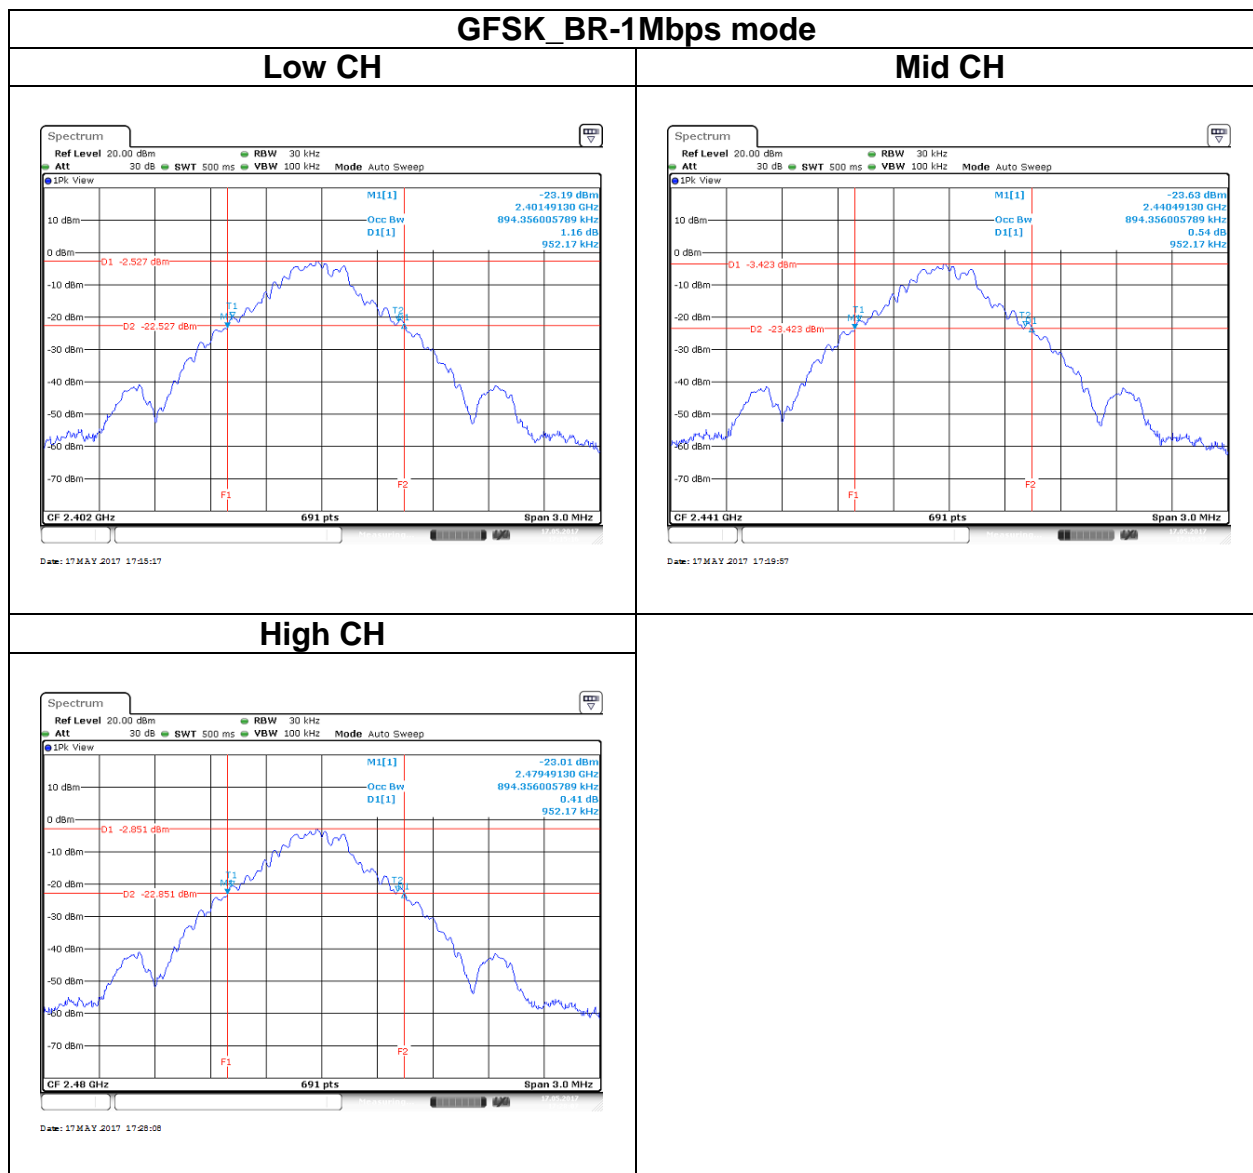 GFSK_BR-1Mbps mode
Low CH
Mid CH
Spectrum
Ref Level 20.00 dBm RBW 30 kHz
Att 30 dB SWT 500 ms VBW 100 kHz Mode Auto Sweep
1Pk View
M1[1] -23.19 dBm
2.40149130 GHz
10 dBm Occ Bw 894.356005789 kHz
D1[1] 1.16 dB
0 dBm 952.17 kHz
D1 -2.527 dBm
-10 dBm
T1 T2
-20 dBm
D2 -22.527 dBm
-30 dBm
-40 dBm
-50 dBm
-60 dBm
-70 dBm
F1 F2
CF 2.402 GHz 691 pts Span 3.0 MHz
Date: 17.MAY.2017 17:15:17
Spectrum
Ref Level 20.00 dBm RBW 30 kHz
Att 30 dB SWT 500 ms VBW 100 kHz Mode Auto Sweep
1Pk View
M1[1] -23.63 dBm
2.44049130 GHz
10 dBm Occ Bw 894.356005789 kHz
D1[1] 0.54 dB
0 dBm 952.17 kHz
D1 -3.423 dBm
-10 dBm
T1 T2
-20 dBm
D2 -23.423 dBm
-30 dBm
-40 dBm
-50 dBm
-60 dBm
-70 dBm
F1 F2
CF 2.441 GHz 691 pts Span 3.0 MHz
Date: 17.MAY.2017 17:19:57
High CH
Spectrum
Ref Level 20.00 dBm RBW 30 kHz
Att 30 dB SWT 500 ms VBW 100 kHz Mode Auto Sweep
1Pk View
M1[1] -23.01 dBm
2.47949130 GHz
10 dBm Occ Bw 894.356005789 kHz
D1[1] 0.41 dB
0 dBm 952.17 kHz
D1 -2.851 dBm
-10 dBm
T1 T2
-20 dBm
D2 -22.851 dBm
-30 dBm
-40 dBm
-50 dBm
-60 dBm
-70 dBm
F1 F2
CF 2.48 GHz 691 pts Span 3.0 MHz
Date: 17.MAY.2017 17:28:08